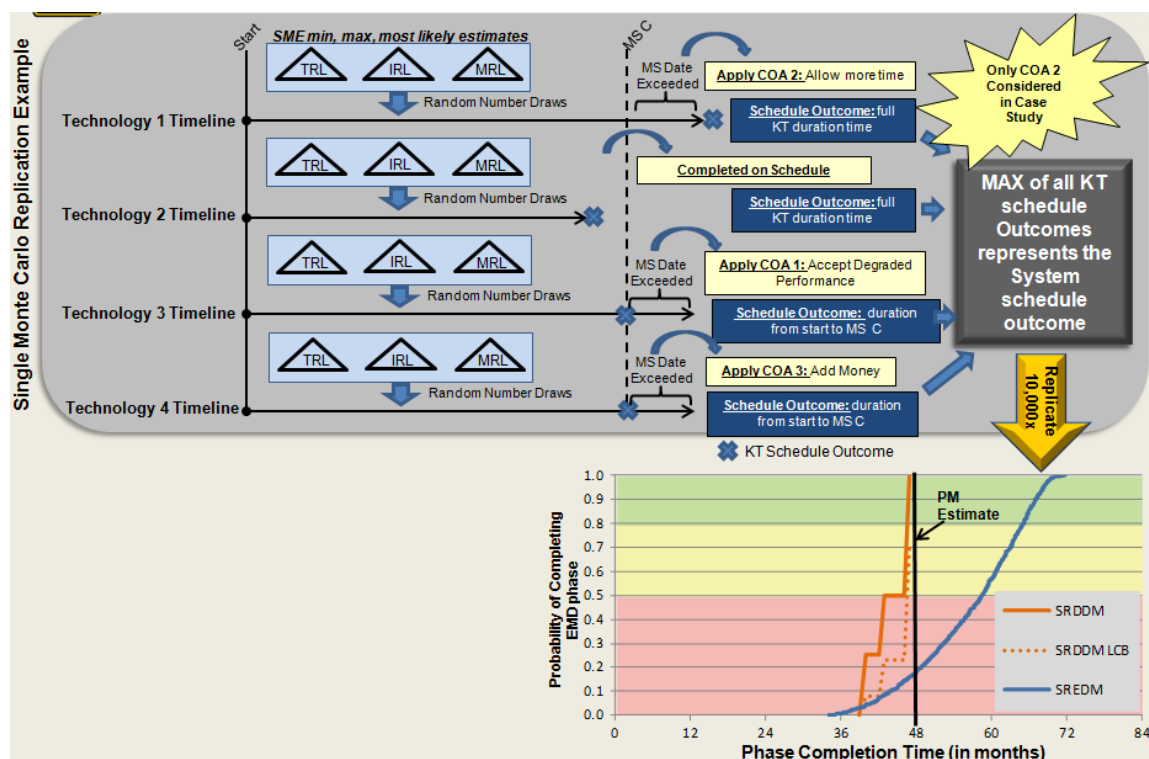 Single Monte Carlo Replication Example
Start
SME min, max, most likely estimates
MS C
TRL
IRL
MRL
Random Number Draws
Technology 1 Timeline
MS Date
Exceeded
Apply COA 2: Allow more time
Schedule Outcome: full
KT duration time
Only COA 2
Considered
in Case
Study
TRL
IRL
MRL
Random Number Draws
Technology 2 Timeline
Completed on Schedule
Schedule Outcome: full
KT duration time
MAX of all KT
schedule
Outcomes
represents the
System
schedule
outcome
TRL
IRL
MRL
Random Number Draws
Technology 3 Timeline
MS Date
Exceeded
Apply COA 1: Accept Degraded
Performance
Schedule Outcome: duration
from start to MS C
TRL
IRL
MRL
Random Number Draws
Technology 4 Timeline
MS Date
Exceeded
Apply COA 3: Add Money
Schedule Outcome: duration
from start to MS C
KT Schedule Outcome
Replicate
10,000x
Probability of Completing
EMD phase
1.0
0.9
0.8
0.7
0.6
0.5
0.4
0.3
0.2
0.1
0.0
PM
Estimate
SRDDM
SRDDM LCB
SREDM
0
12
24
36
48
60
72
84
Phase Completion Time (in months)